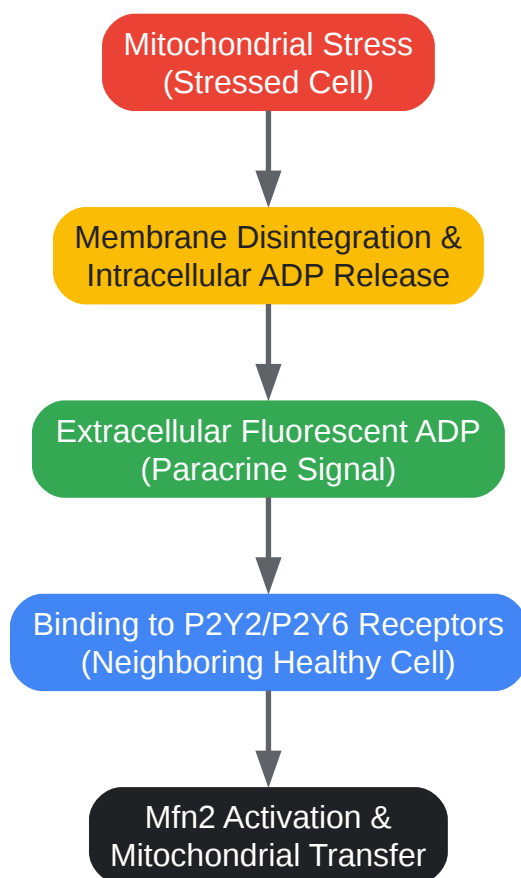 Mitochondrial Stress
(Stressed Cell)
Membrane Disintegration &
Intracellular ADP Release
Extracellular Fluorescent ADP
(Paracrine Signal)
Binding to P2Y2/P2Y6 Receptors
(Neighboring Healthy Cell)
Mfn2 Activation &
Mitochondrial Transfer